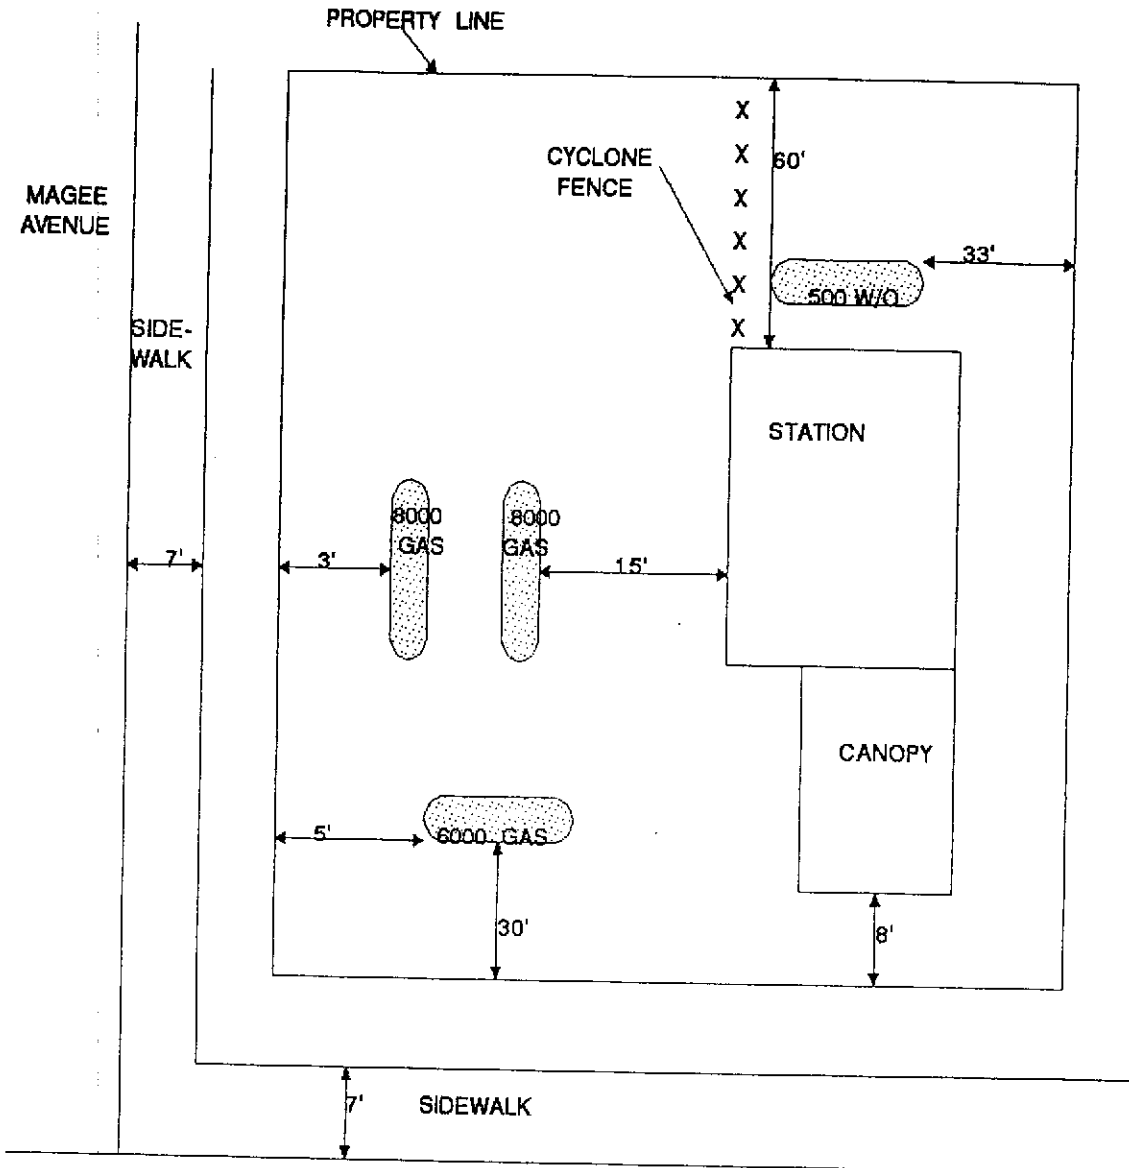 PROPERTY LINE
X
X
X
X
X
X
60'
CYCLONE
FENCE
MAGEE
AVENUE
33'
500 W/O
SIDE-
WALK
STATION
8000
GAS
8000
GAS
7'
3'
15'
CANOPY
5'
6000 GAS
30'
8'
7'
SIDEWALK